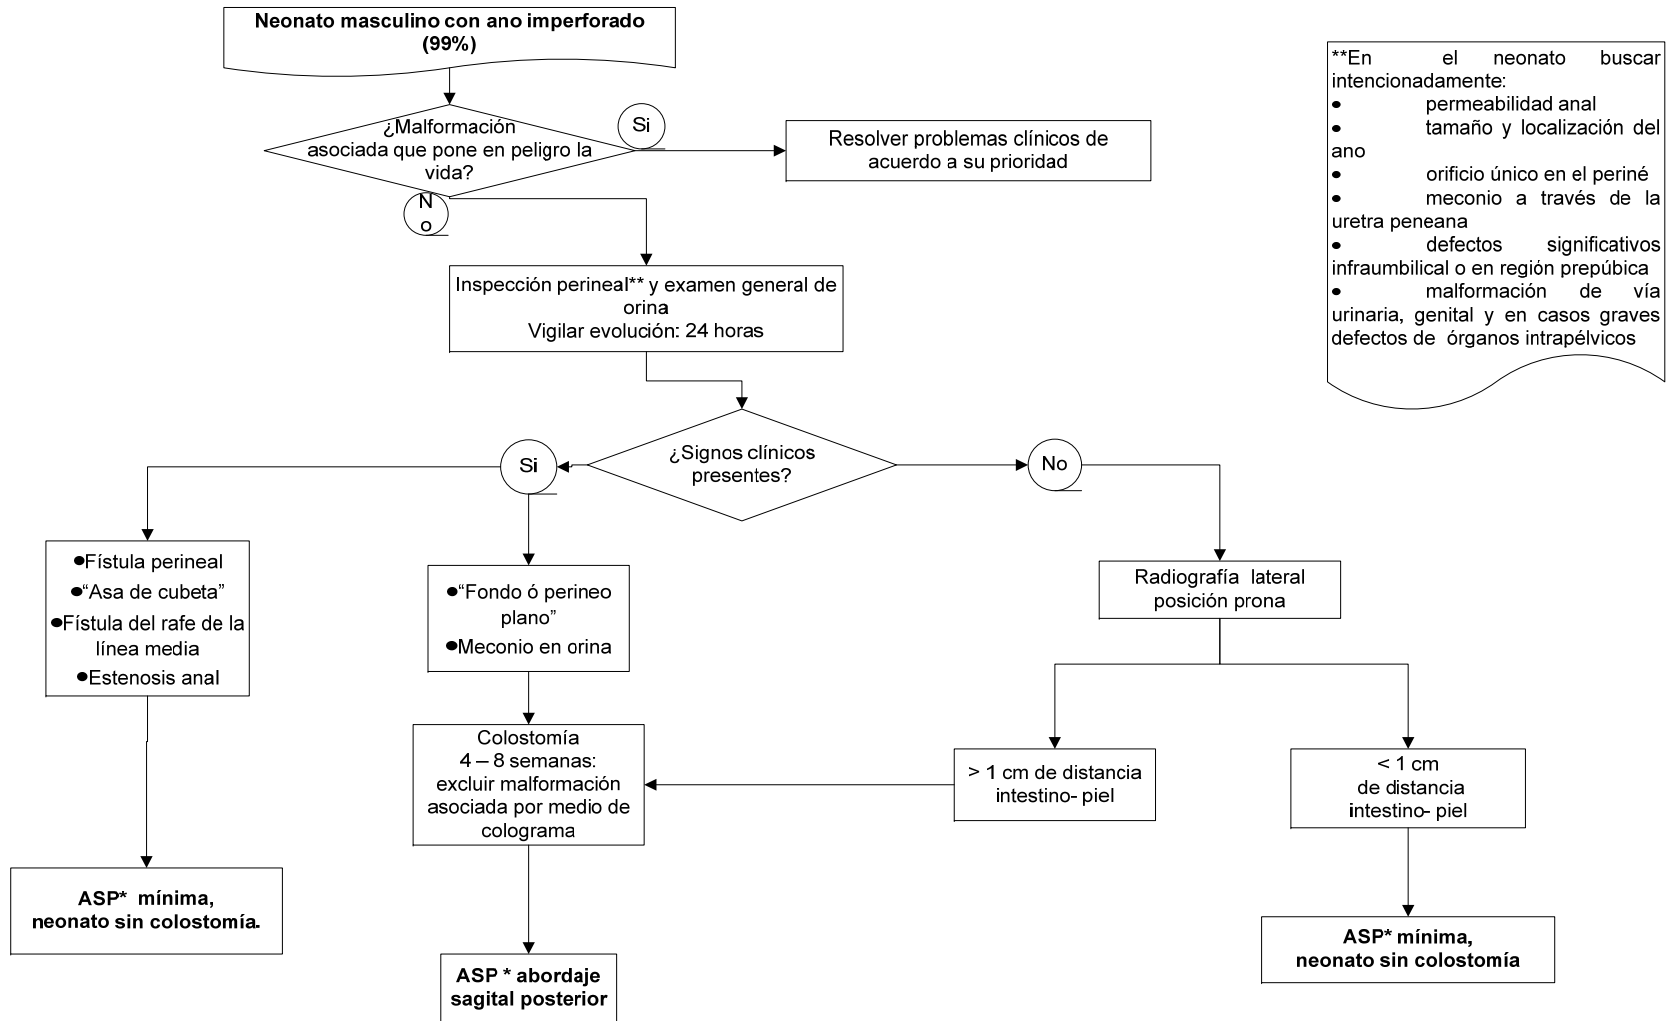 Neonato masculino con ano imperforado
(99%)
¿Malformación
asociada que pone en peligro la
vida?
Si
Resolver problemas clínicos de
acuerdo a su prioridad
N
o
Inspección perineal** y examen general de
orina
Vigilar evolución: 24 horas
¿Signos clínicos
presentes?
Si
No
●Fístula perineal
●“Asa de cubeta”
●Fístula del rafe de la
línea media
●Estenosis anal
●“Fondo ó perineo
plano”
●Meconio en orina
Radiografía lateral
posición prona
Colostomía
4 – 8 semanas:
excluir malformación
asociada por medio de
colograma
> 1 cm de distancia
intestino- piel
< 1 cm
de distancia
intestino- piel
ASP* mínima,
neonato sin colostomía.
ASP * abordaje
sagital posterior
ASP* mínima,
neonato sin colostomía
**En el neonato buscar
intencionadamente:
● permeabilidad anal
● tamaño y localización del
ano
● orificio único en el periné
● meconio a través de la
uretra peneana
● defectos significativos
infraumbilical o en región prepúbica
● malformación de vía
urinaria, genital y en casos graves
defectos de órganos intrapélvicos